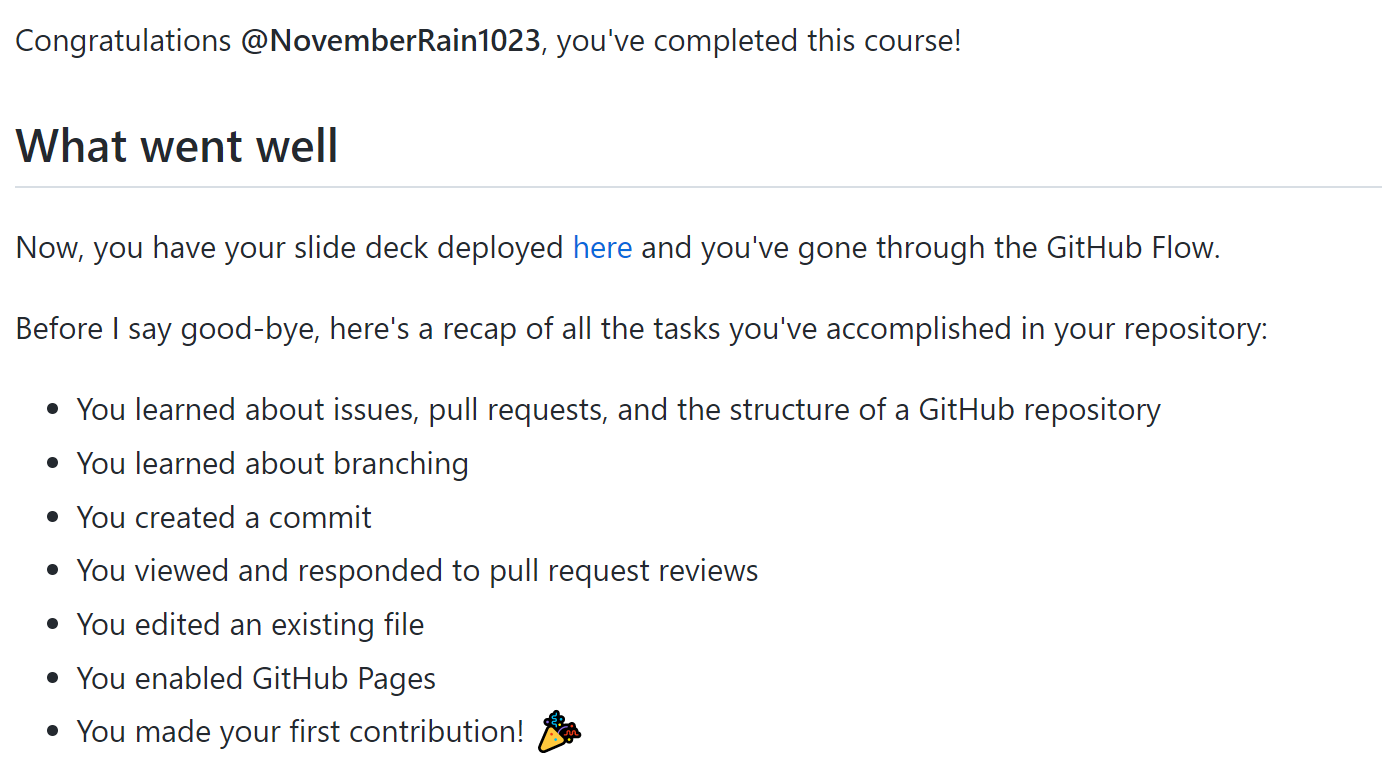 Congratulations @NovemberRain1023, you've completed this course!
What went well
Now, you have your slide deck deployed here and you've gone through the GitHub Flow.
Before I say good-bye, here's a recap of all the tasks you've accomplished in your repository:
• You learned about issues, pull requests, and the structure of a GitHub repository
• You learned about branching
• You created a commit
• You viewed and responded to pull request reviews
• You edited an existing file
• You enabled GitHub Pages
• You made your first contribution! 🎉